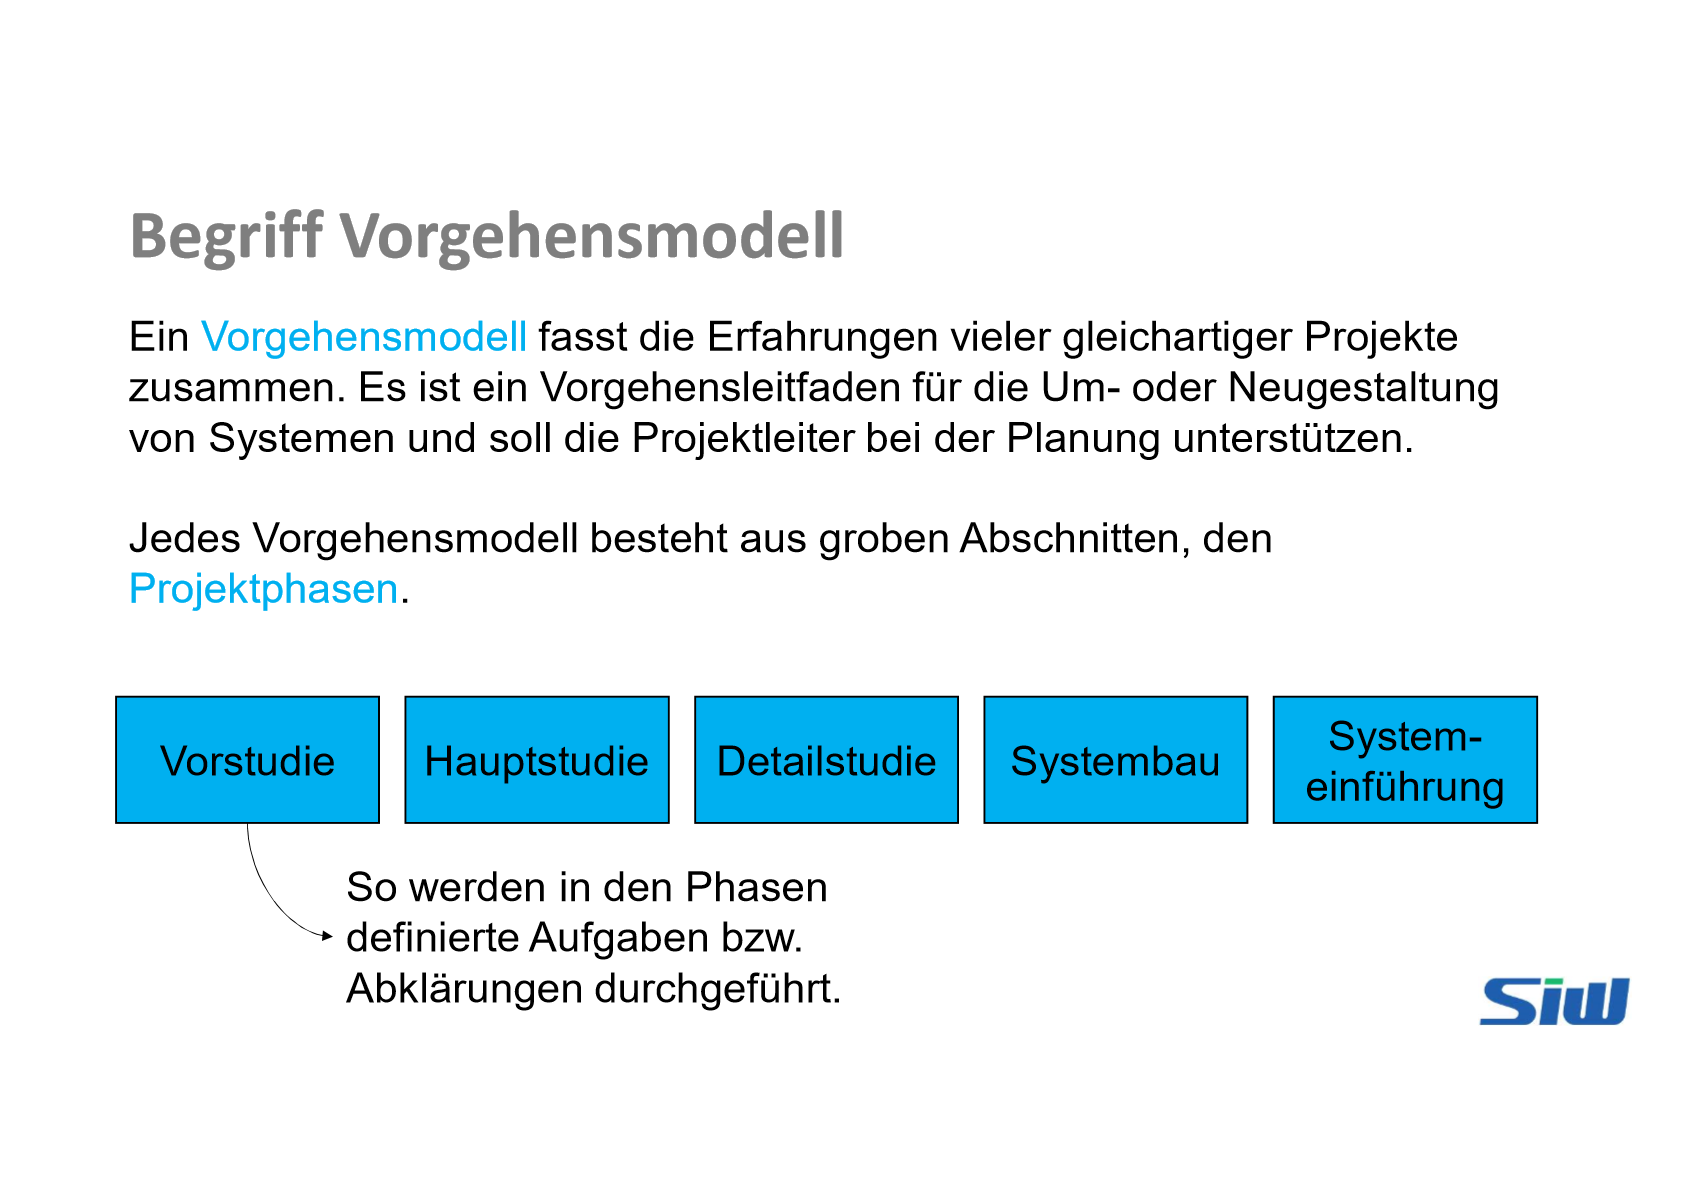 Begriff Vorgehensmodell
Ein Vorgehensmodell fasst die Erfahrungen vieler gleichartiger Projekte
zusammen. Es ist ein Vorgehensleitfaden für die Um- oder Neugestaltung
von Systemen und soll die Projektleiter bei der Planung unterstützen.
Jedes Vorgehensmodell besteht aus groben Abschnitten, den
Projektphasen.
Vorstudie
Hauptstudie
Detailstudie
Systembau
System-
einführung
So werden in den Phasen
definierte Aufgaben bzw.
Abklärungen durchgeführt.
Siw